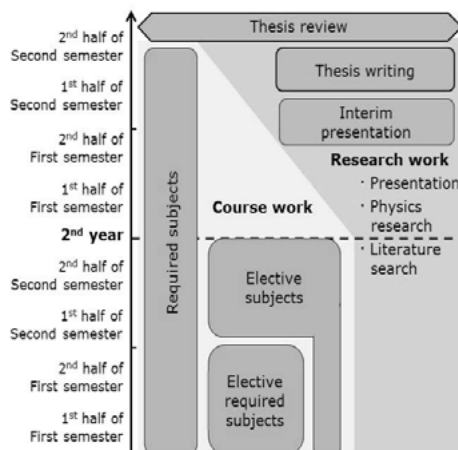 Thesis review
2nd half of
Second semester
1st half of
Second semester
2nd half of
First semester
1st half of
First semester
2nd year
2nd half of
Second semester
1st half of
Second semester
2nd half of
First semester
1st half of
First semester
Required subjects
Thesis writing
Interim
presentation
Research work
・Presentation
・Physics
research
・Literature
search
Course work
Elective
subjects
Elective
required
subjects